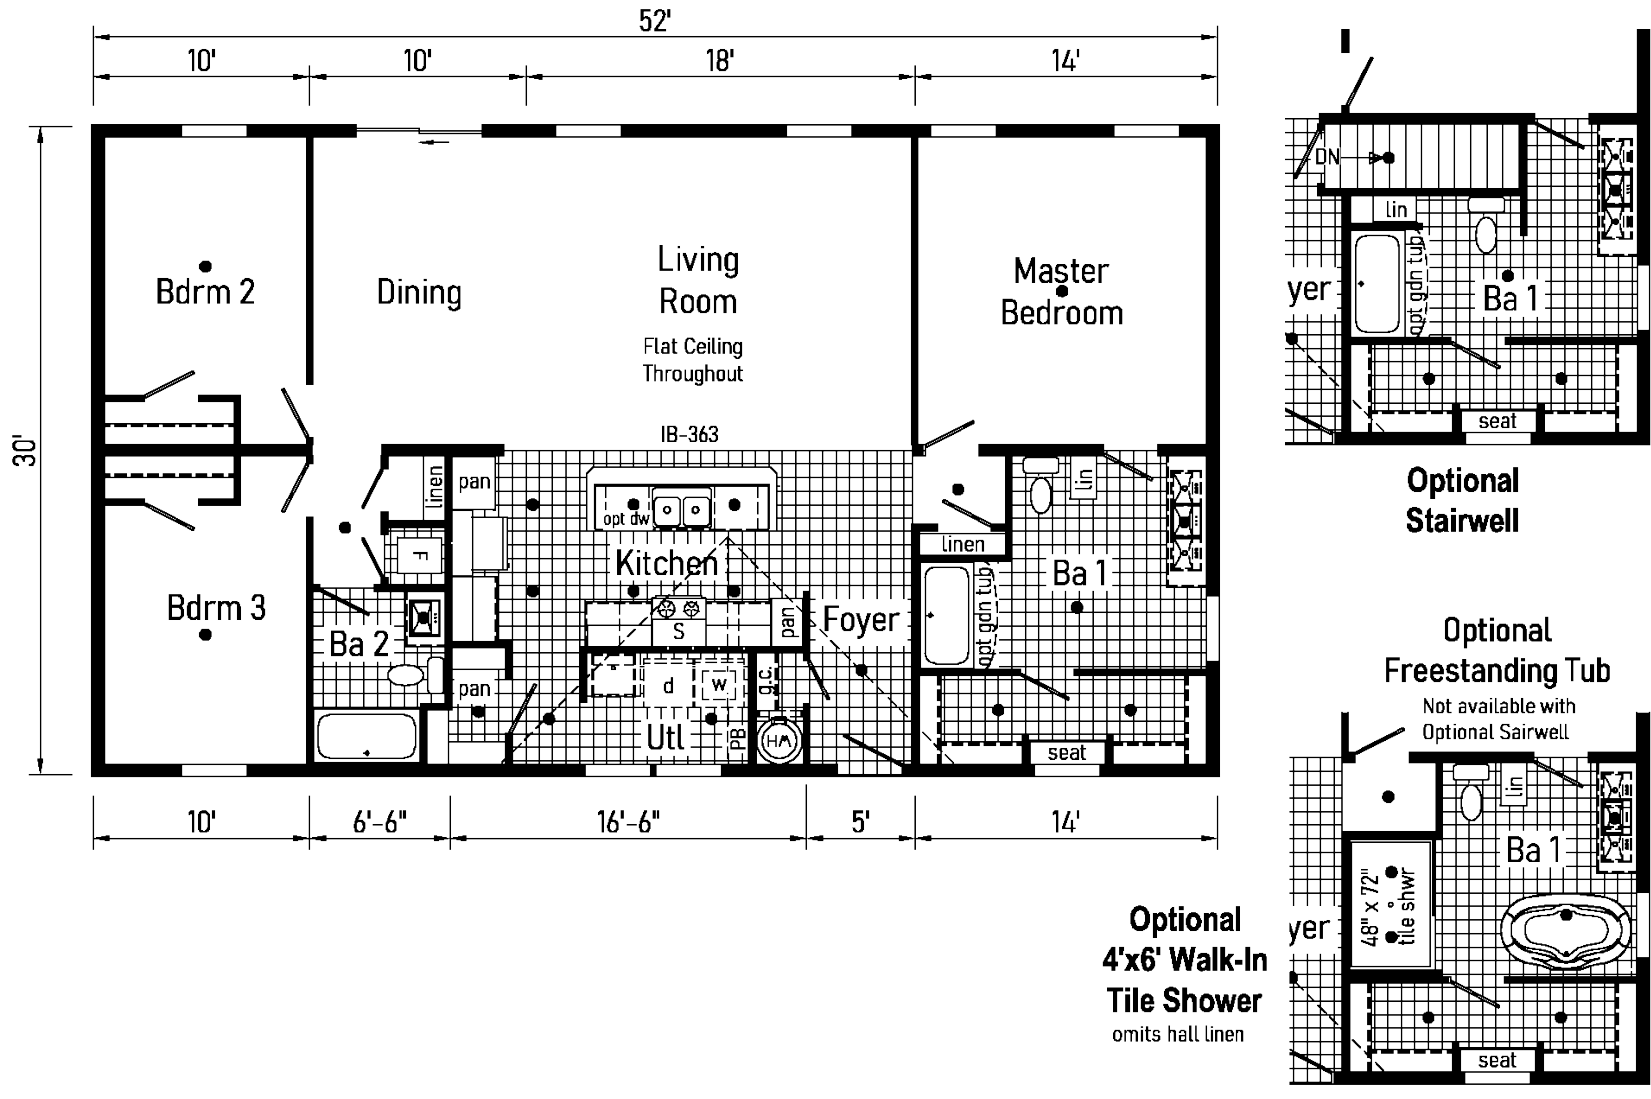 52'
10'
10'
18'
14'
30'
Bdrm 2
Dining
Living
Room
Flat Ceiling
Throughout
IB-363
Master
Bedroom
linen
pan
opt dw
Kitchen
F
Bdrm 3
Ba 2
S
pan
Foyer
linen
lin
Ba 1
opt gdn tub
pan
d
w
Utl
PB
g.c.
HW
seat
10'
6'-6"
16'-6"
5'
14'
DN
lin
opt gdn tub
yer
Ba 1
seat
Optional
Stairwell
Optional
Freestanding Tub
Not available with
Optional Sairwell
lin
Ba 1
48" x 72"
tile shwr
yer
seat
Optional
4'x6' Walk-In
Tile Shower
omits hall linen